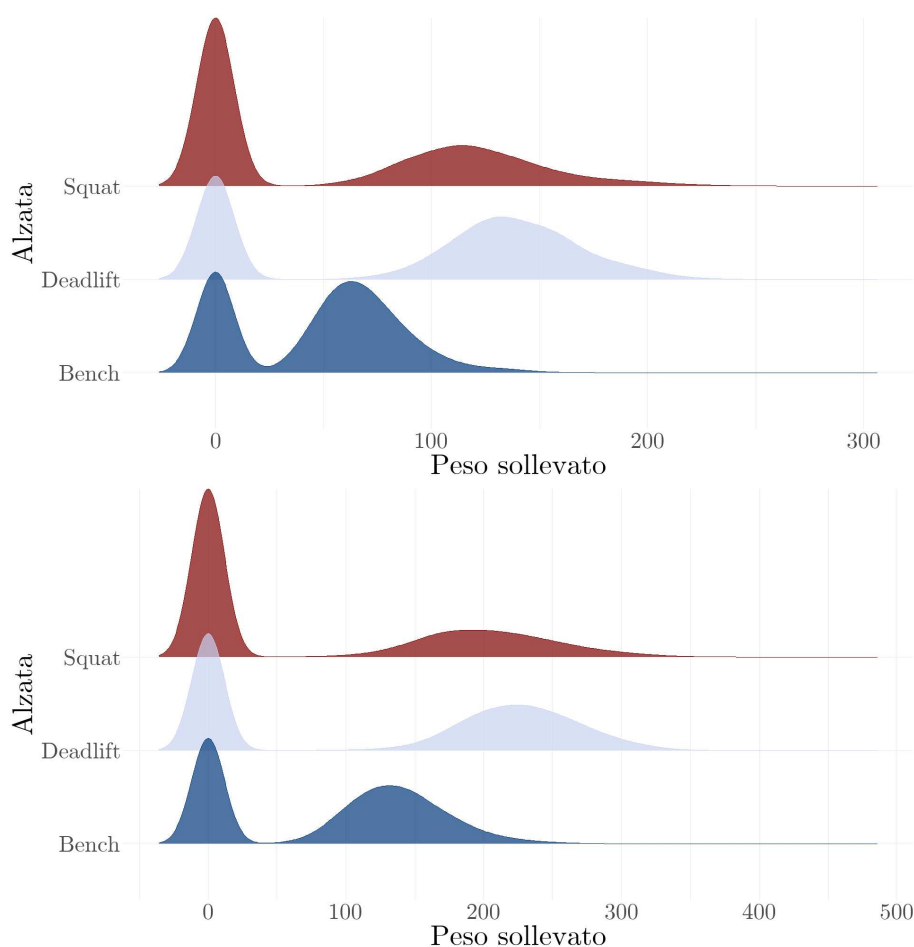 Alzata
Squat
Deadlift
Bench
0 100 200 300
Peso sollevato
Alzata
Squat
Deadlift
Bench
0 100 200 300 400 500
Peso sollevato